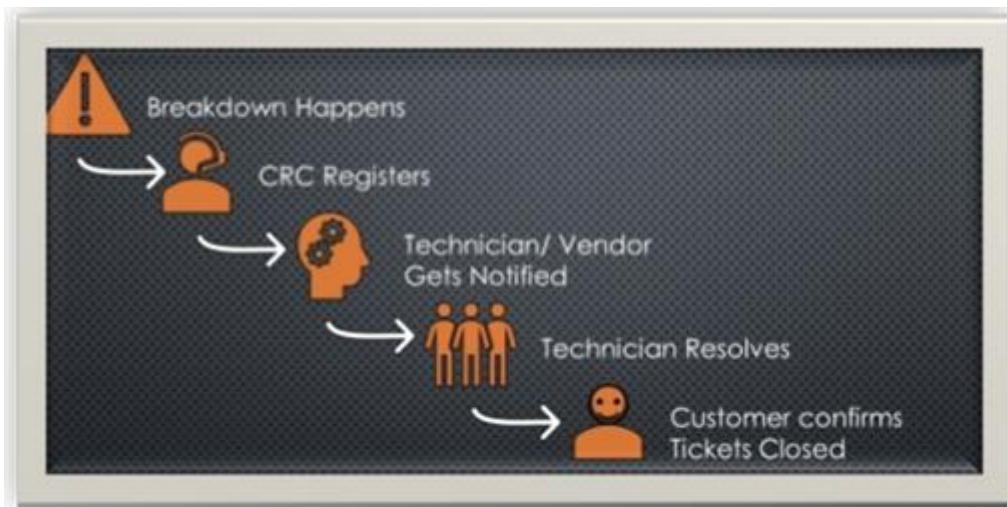 Breakdown Happens
CRC Registers
Technician/ Vendor
Gets Notified
Technician Resolves
Customer confirms
Tickets Closed